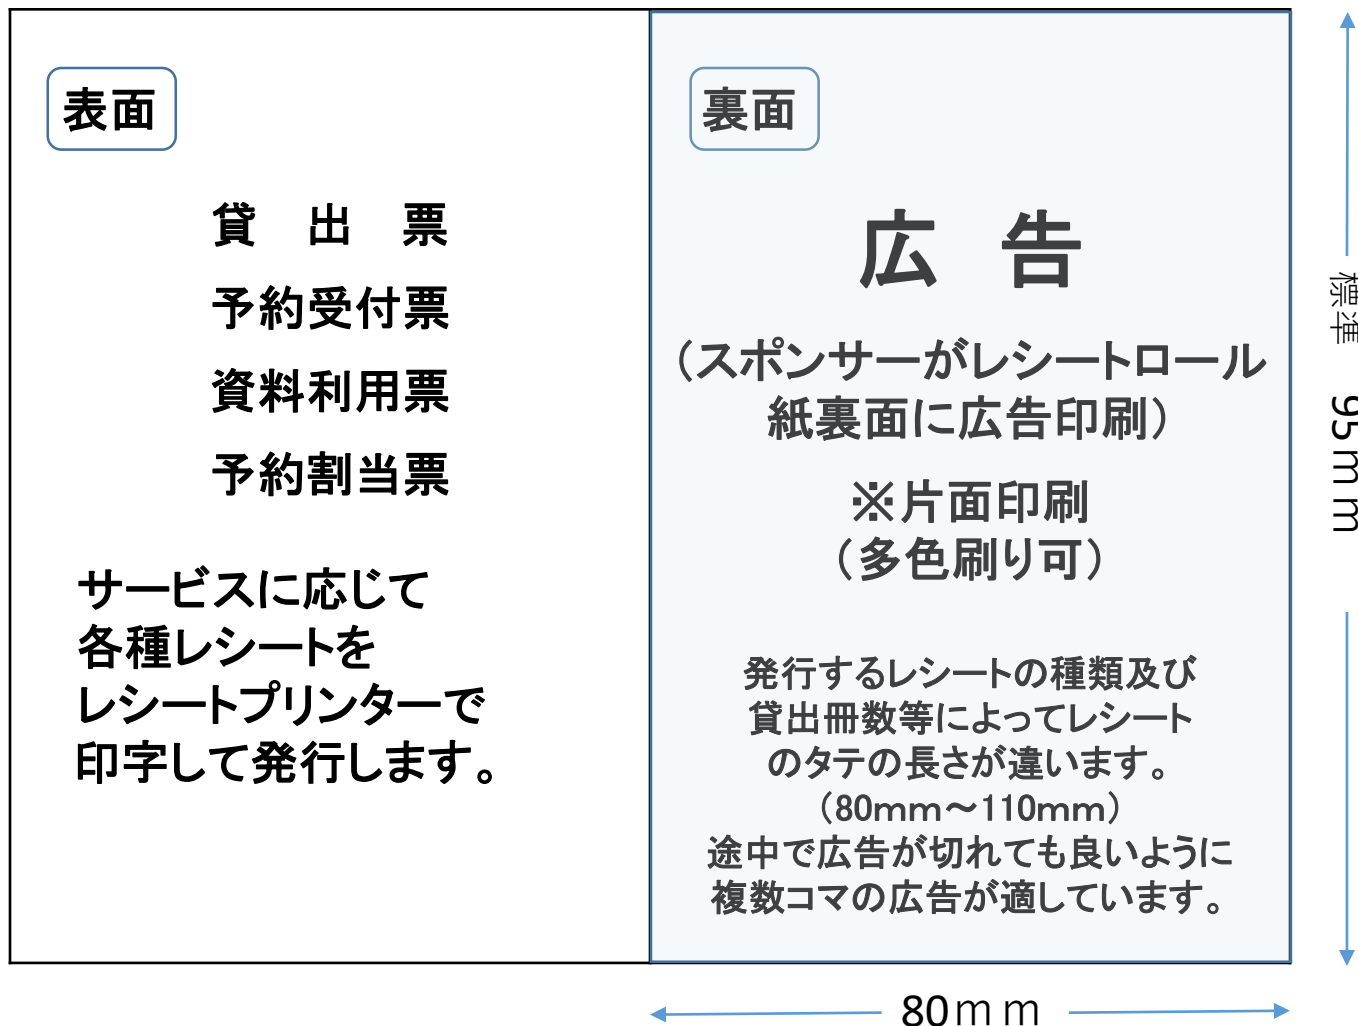 表面
貸　出　票
予約受付票
資料利用票
予約割当票
サービスに応じて
各種レシートを
レシートプリンターで
印字して発行します。
裏面
広　告
（スポンサーがレシートロール
紙裏面に広告印刷）
※片面印刷
（多色刷り可）
発行するレシートの種類及び
貸出冊数等によってレシート
のタテの長さが違います。
（80mm～110mm）
途中で広告が切れても良いように
複数コマの広告が適しています。
標準　95ｍｍ
80ｍｍ